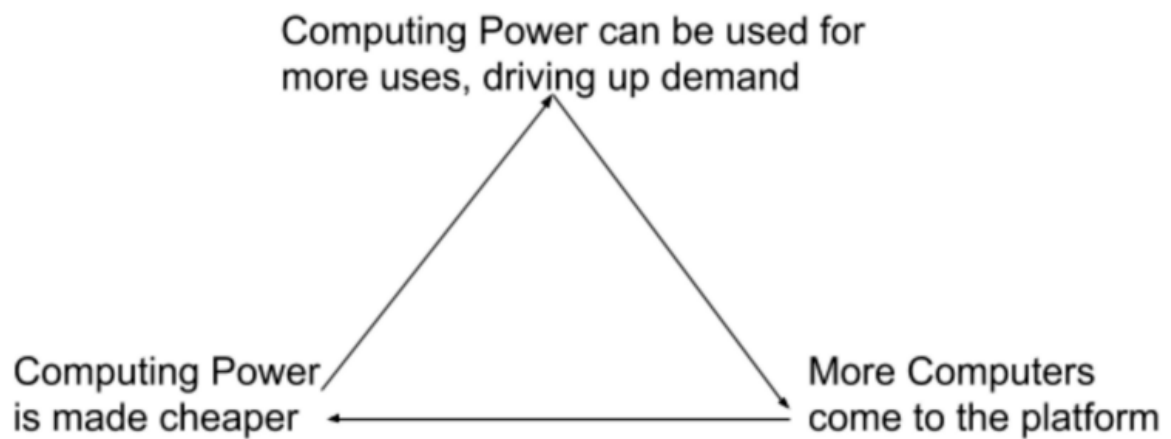 Computing Power can be used for
more uses, driving up demand
Computing Power
is made cheaper
More Computers
come to the platform